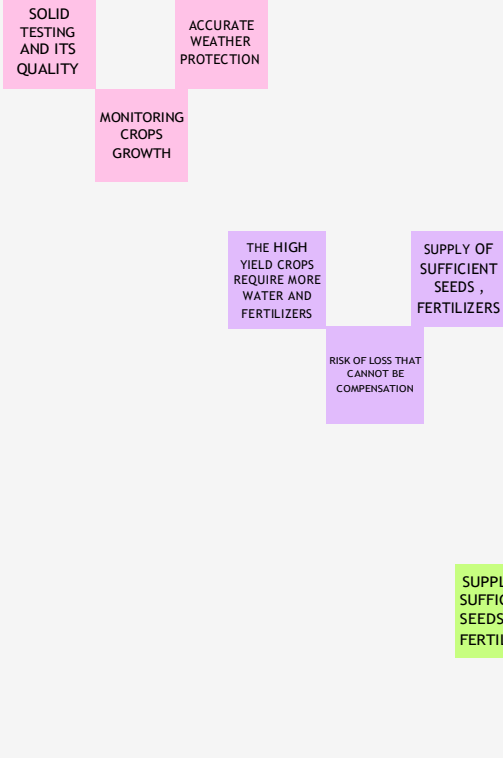 SOLID
TESTING
AND ITS
QUALITY
ACCURATE
WEATHER
PROTECTION
MONITORING
CROPS
GROWTH
THE HIGH
YIELD CROPS
REQUIRE MORE
WATER AND
FERTILIZERS
SUPPLY OF
SUFFICIENT
SEEDS ,
FERTILIZERS
RISK OF LOSS THAT
CANNOT BE
COMPENSATION
SEEDS